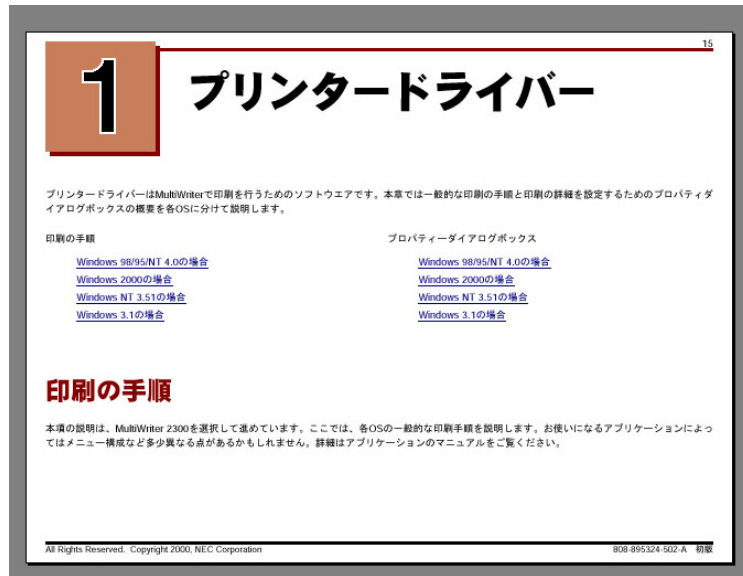 15
1
プリンタードライバー
プリンタードライバーはMultiWriterで印刷を行うためのソフトウエアです。本章では一般的な印刷の手順と印刷の詳細を設定するためのプロパティダ
イアログボックスの概要を各OSに分けて説明します。
印刷の手順
Windows 98/95/NT 4.0の場合
Windows 2000の場合
Windows NT 3.51の場合
Windows 3.1の場合
プロパティーダイアログボックス
Windows 98/95/NT 4.0の場合
Windows 2000の場合
Windows NT 3.51の場合
Windows 3.1の場合
印刷の手順
本項の説明は、MultiWriter 2300を選択して進めています。ここでは、各OSの一般的な印刷手順を説明します。お使いになるアプリケーションによっ
てはメニュー構成など多少異なる点があるかもしれません。詳細はアプリケーションのマニュアルをご覧ください。
All Rights Reserved. Copyright 2000, NEC Corporation
808-895324-502-A 初版